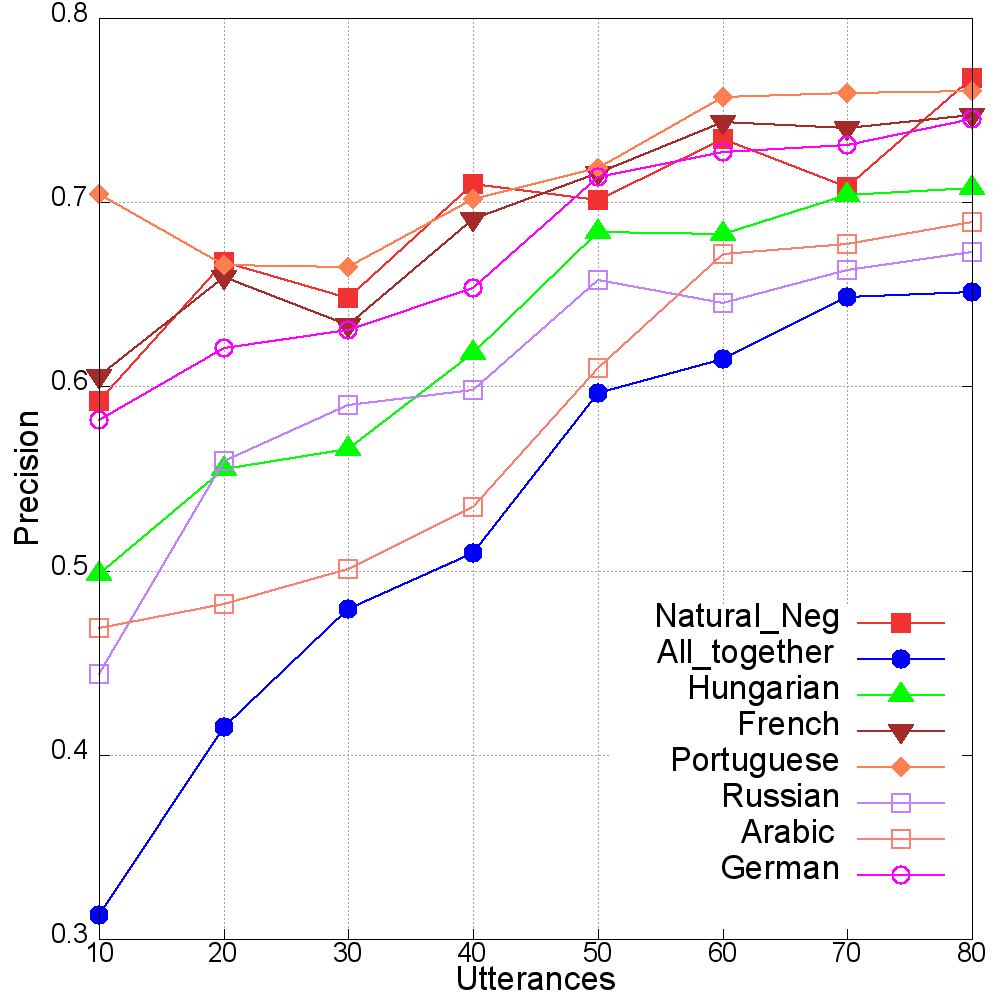 0.8
0.7
0.6
0.5
0.4
0.3
Precision
10 20 30 40 50 60 70 80
Utterances
Natural_Neg
All_together
Hungarian
French
Portuguese
Russian
Arabic
German